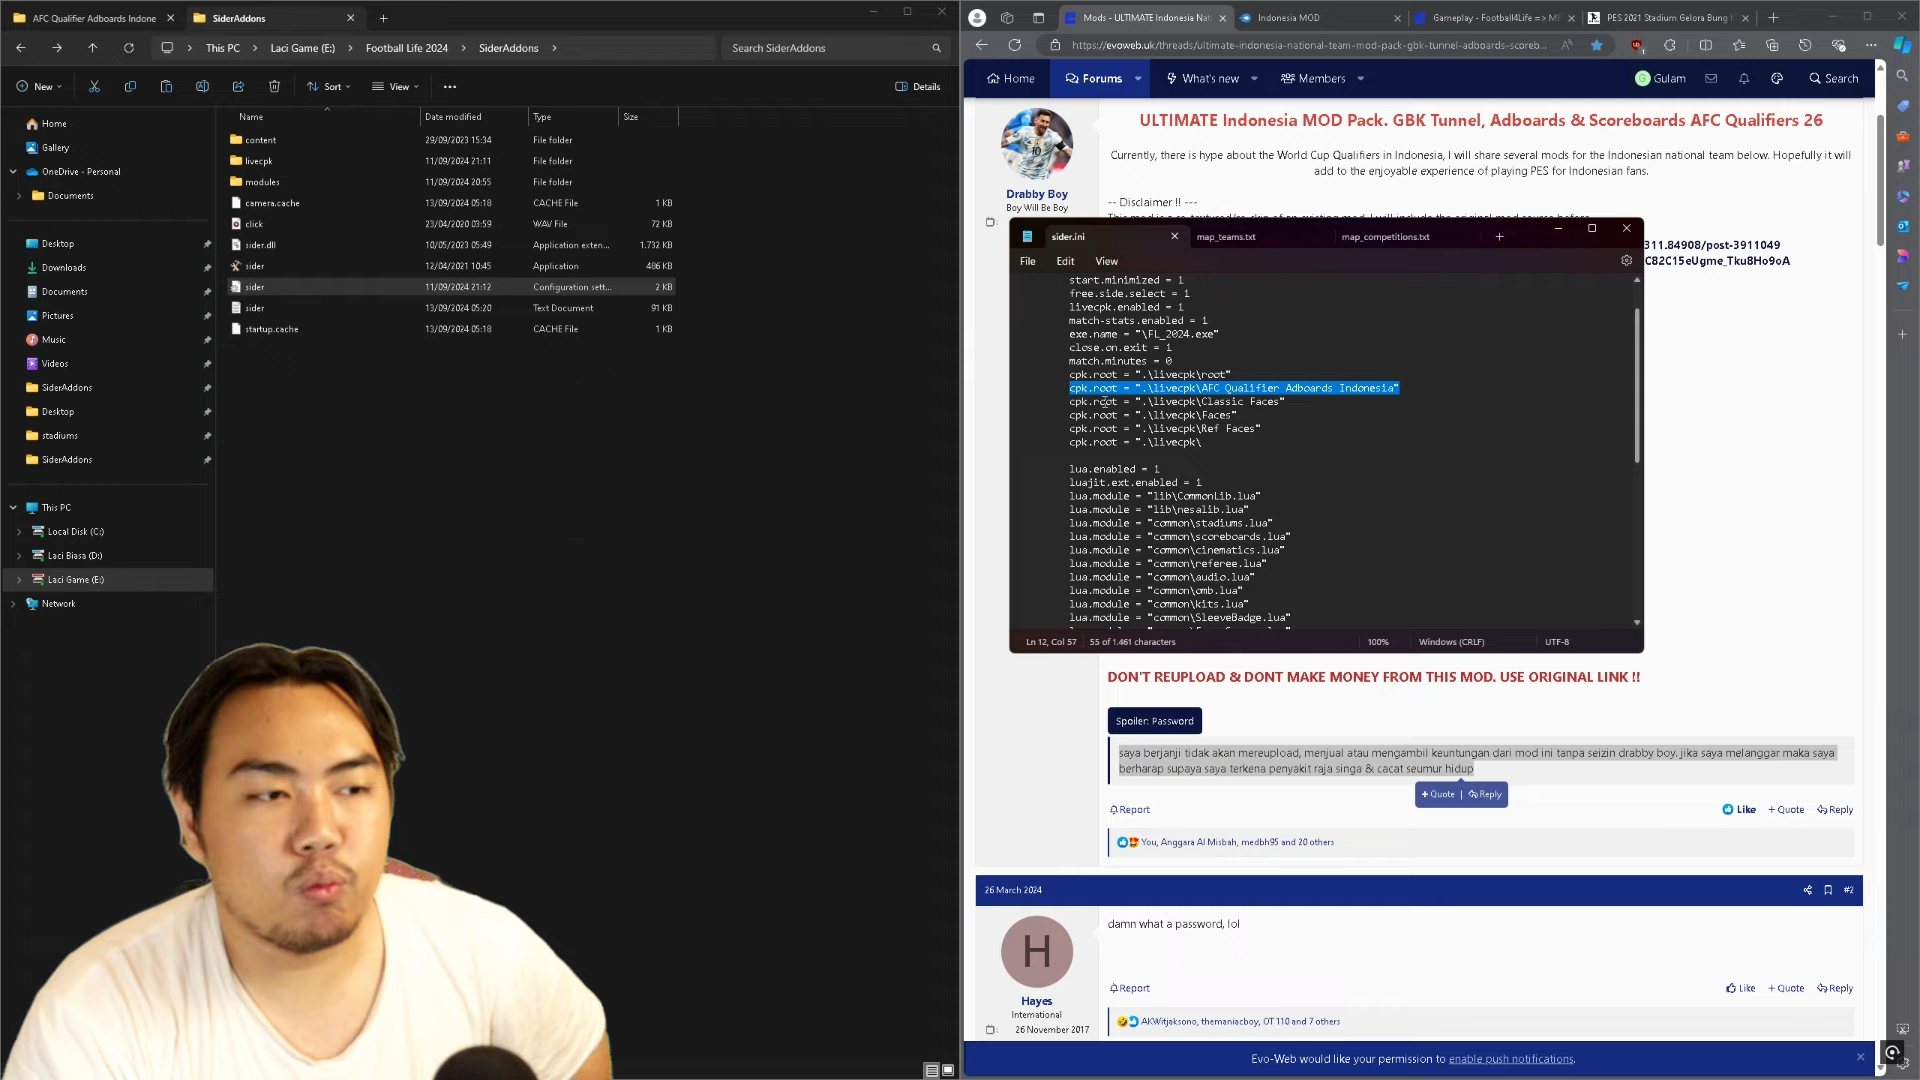 AFC Qualifier Adboards Indone
SiderAddons
This PC
Laci Game (E:)
Football Life 2024
SiderAddons
Search SiderAddons
New
Sort
View
Details
Name
Date modified
Type
Size
content 29/09/2023 15:34 File folder
livecpk 11/09/2024 21:11 File folder
modules 11/09/2024 20:55 File folder
camera.cache 13/09/2024 05:18 CACHE File 1 KB
click 23/04/2020 03:59 WAV File 72 KB
sider.dll 10/05/2023 05:49 Application exten... 1.732 KB
sider 12/04/2021 10:45 Application 486 KB
sider 11/09/2024 21:12 Configuration sett... 2 KB
sider 13/09/2024 05:20 Text Document 91 KB
startup.cache 13/09/2024 05:18 CACHE File 1 KB
Home
Gallery
OneDrive - Personal
Documents
Desktop
Downloads
Documents
Pictures
Music
Videos
SiderAddons
Desktop
stadiums
SiderAddons
This PC
Local Disk (C:)
Laci Biasa (D:)
Laci Game (E:)
Network
Mods - ULTIMATE Indonesia Nati
Indonesia MOD
Gameplay - Football4Life => ME
PES 2021 Stadium Gelora Bung K
https://evoweb.uk/threads/ultimate-indonesia-national-team-mod-pack-gbk-tunnel-adboards-scoreb...
Home
Forums
What's new
Members
Gulam
Search
Drabby Boy
Boy Will Be Boy
ULTIMATE Indonesia MOD Pack. GBK Tunnel, Adboards & Scoreboards AFC Qualifiers 26
Currently, there is hype about the World Cup Qualifiers in Indonesia, I will share several mods for the Indonesian national team below. Hopefully it will
add to the enjoyable experience of playing PES for Indonesian fans.
-- Disclaimer !! ---
311.84908/post-3911049
C82C15eUgme_Tku8Ho9oA
sider.ini
map_teams.txt
map_competitions.txt
File
Edit
View
start.minimized = 1
free.side.select = 1
livecpk.enabled = 1
match-stats.enabled = 1
exe.name = "\FL_2024.exe"
close.on.exit = 1
match.minutes = 0
cpk.root = ".\livecpk\root"
cpk.root = ".\livecpk\AFC Qualifier Adboards Indonesia"
cpk.root = ".\livecpk\Classic Faces"
cpk.root = ".\livecpk\Faces"
cpk.root = ".\livecpk\Ref Faces"
cpk.root = ".\livecpk\
lua.enabled = 1
luajit.ext.enabled = 1
lua.module = "lib\CommonLib.lua"
lua.module = "lib\nesalib.lua"
lua.module = "common\stadiums.lua"
lua.module = "common\scoreboards.lua"
lua.module = "common\cinematics.lua"
lua.module = "common\referee.lua"
lua.module = "common\audio.lua"
lua.module = "common\omb.lua"
lua.module = "common\kits.lua"
lua.module = "common\SleeveBadge.lua"
Ln 12, Col 57
55 of 1.461 characters
100%
Windows (CRLF)
UTF-8
DON'T REUPLOAD & DONT MAKE MONEY FROM THIS MOD. USE ORIGINAL LINK !!
Spoiler: Password
saya berjanji tidak akan mereupload, menjual atau mengambil keuntungan dari mod ini tanpa seizin drabby boy. jika saya melanggar maka saya
berharap supaya saya terkena penyakit raja singa & cacat seumur hidup
+ Quote | Reply
Report
Like
+ Quote
Reply
You, Anggara Al Misbah, medbh95 and 20 others
26 March 2024
#2
H
Hayes
International
26 November 2017
damn what a password, lol
Report
Like
+ Quote
Reply
AKWitjaksono, themaniacboy, OT 110 and 7 others
Evo-Web would like your permission to enable push notifications.